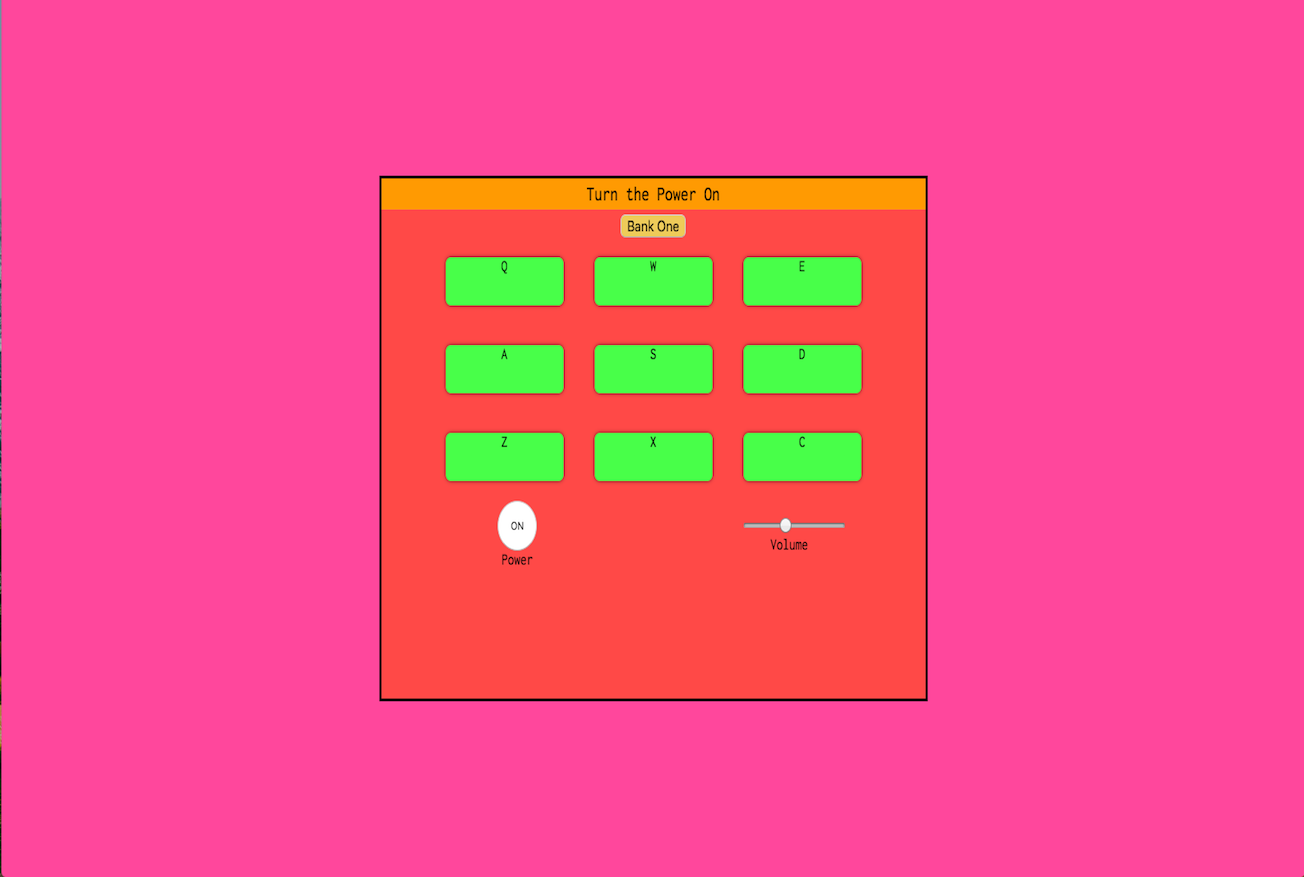 Turn the Power On
Bank One
Q W E
A S D
Z X C
ON
Power
Volume